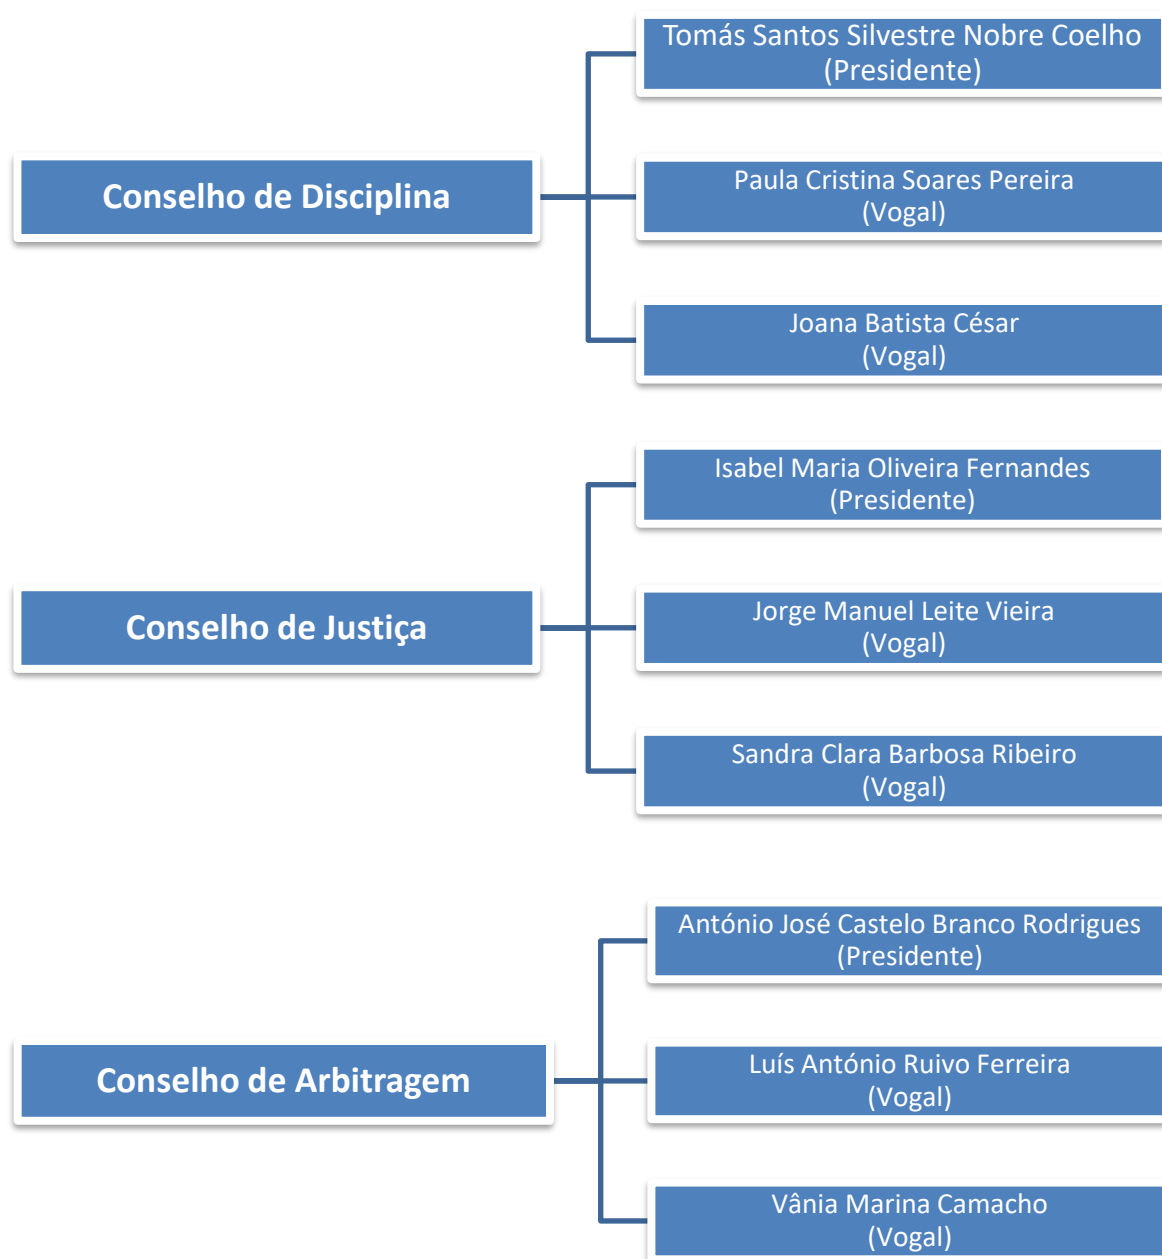 Conselho de Disciplina
Tomás Santos Silvestre Nobre Coelho
(Presidente)
Paula Cristina Soares Pereira
(Vogal)
Joana Batista César
(Vogal)
Conselho de Justiça
Isabel Maria Oliveira Fernandes
(Presidente)
Jorge Manuel Leite Vieira
(Vogal)
Sandra Clara Barbosa Ribeiro
(Vogal)
Conselho de Arbitragem
António José Castelo Branco Rodrigues
(Presidente)
Luís António Ruivo Ferreira
(Vogal)
Vânia Marina Camacho
(Vogal)